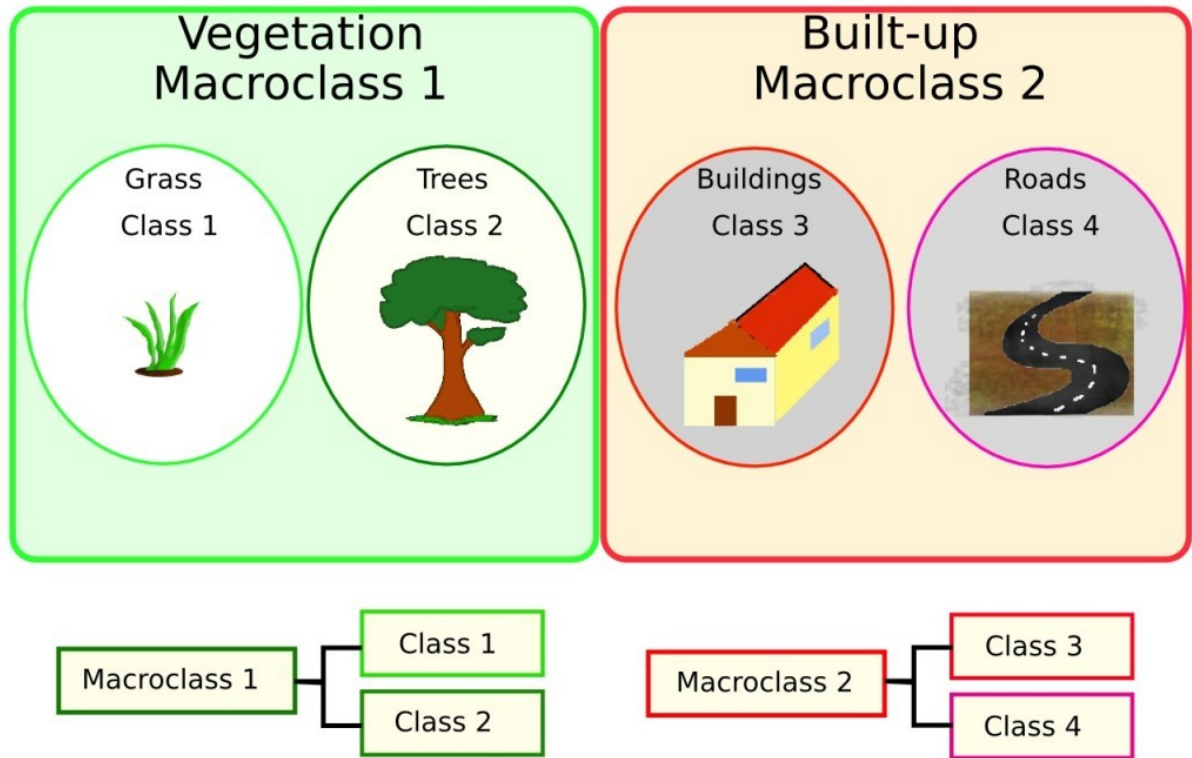 Vegetation
Macroclass 1
Built-up
Macroclass 2
Grass
Class 1
Trees
Class 2
Buildings
Class 3
Roads
Class 4
Macroclass 1
Class 1
Class 2
Macroclass 2
Class 3
Class 4